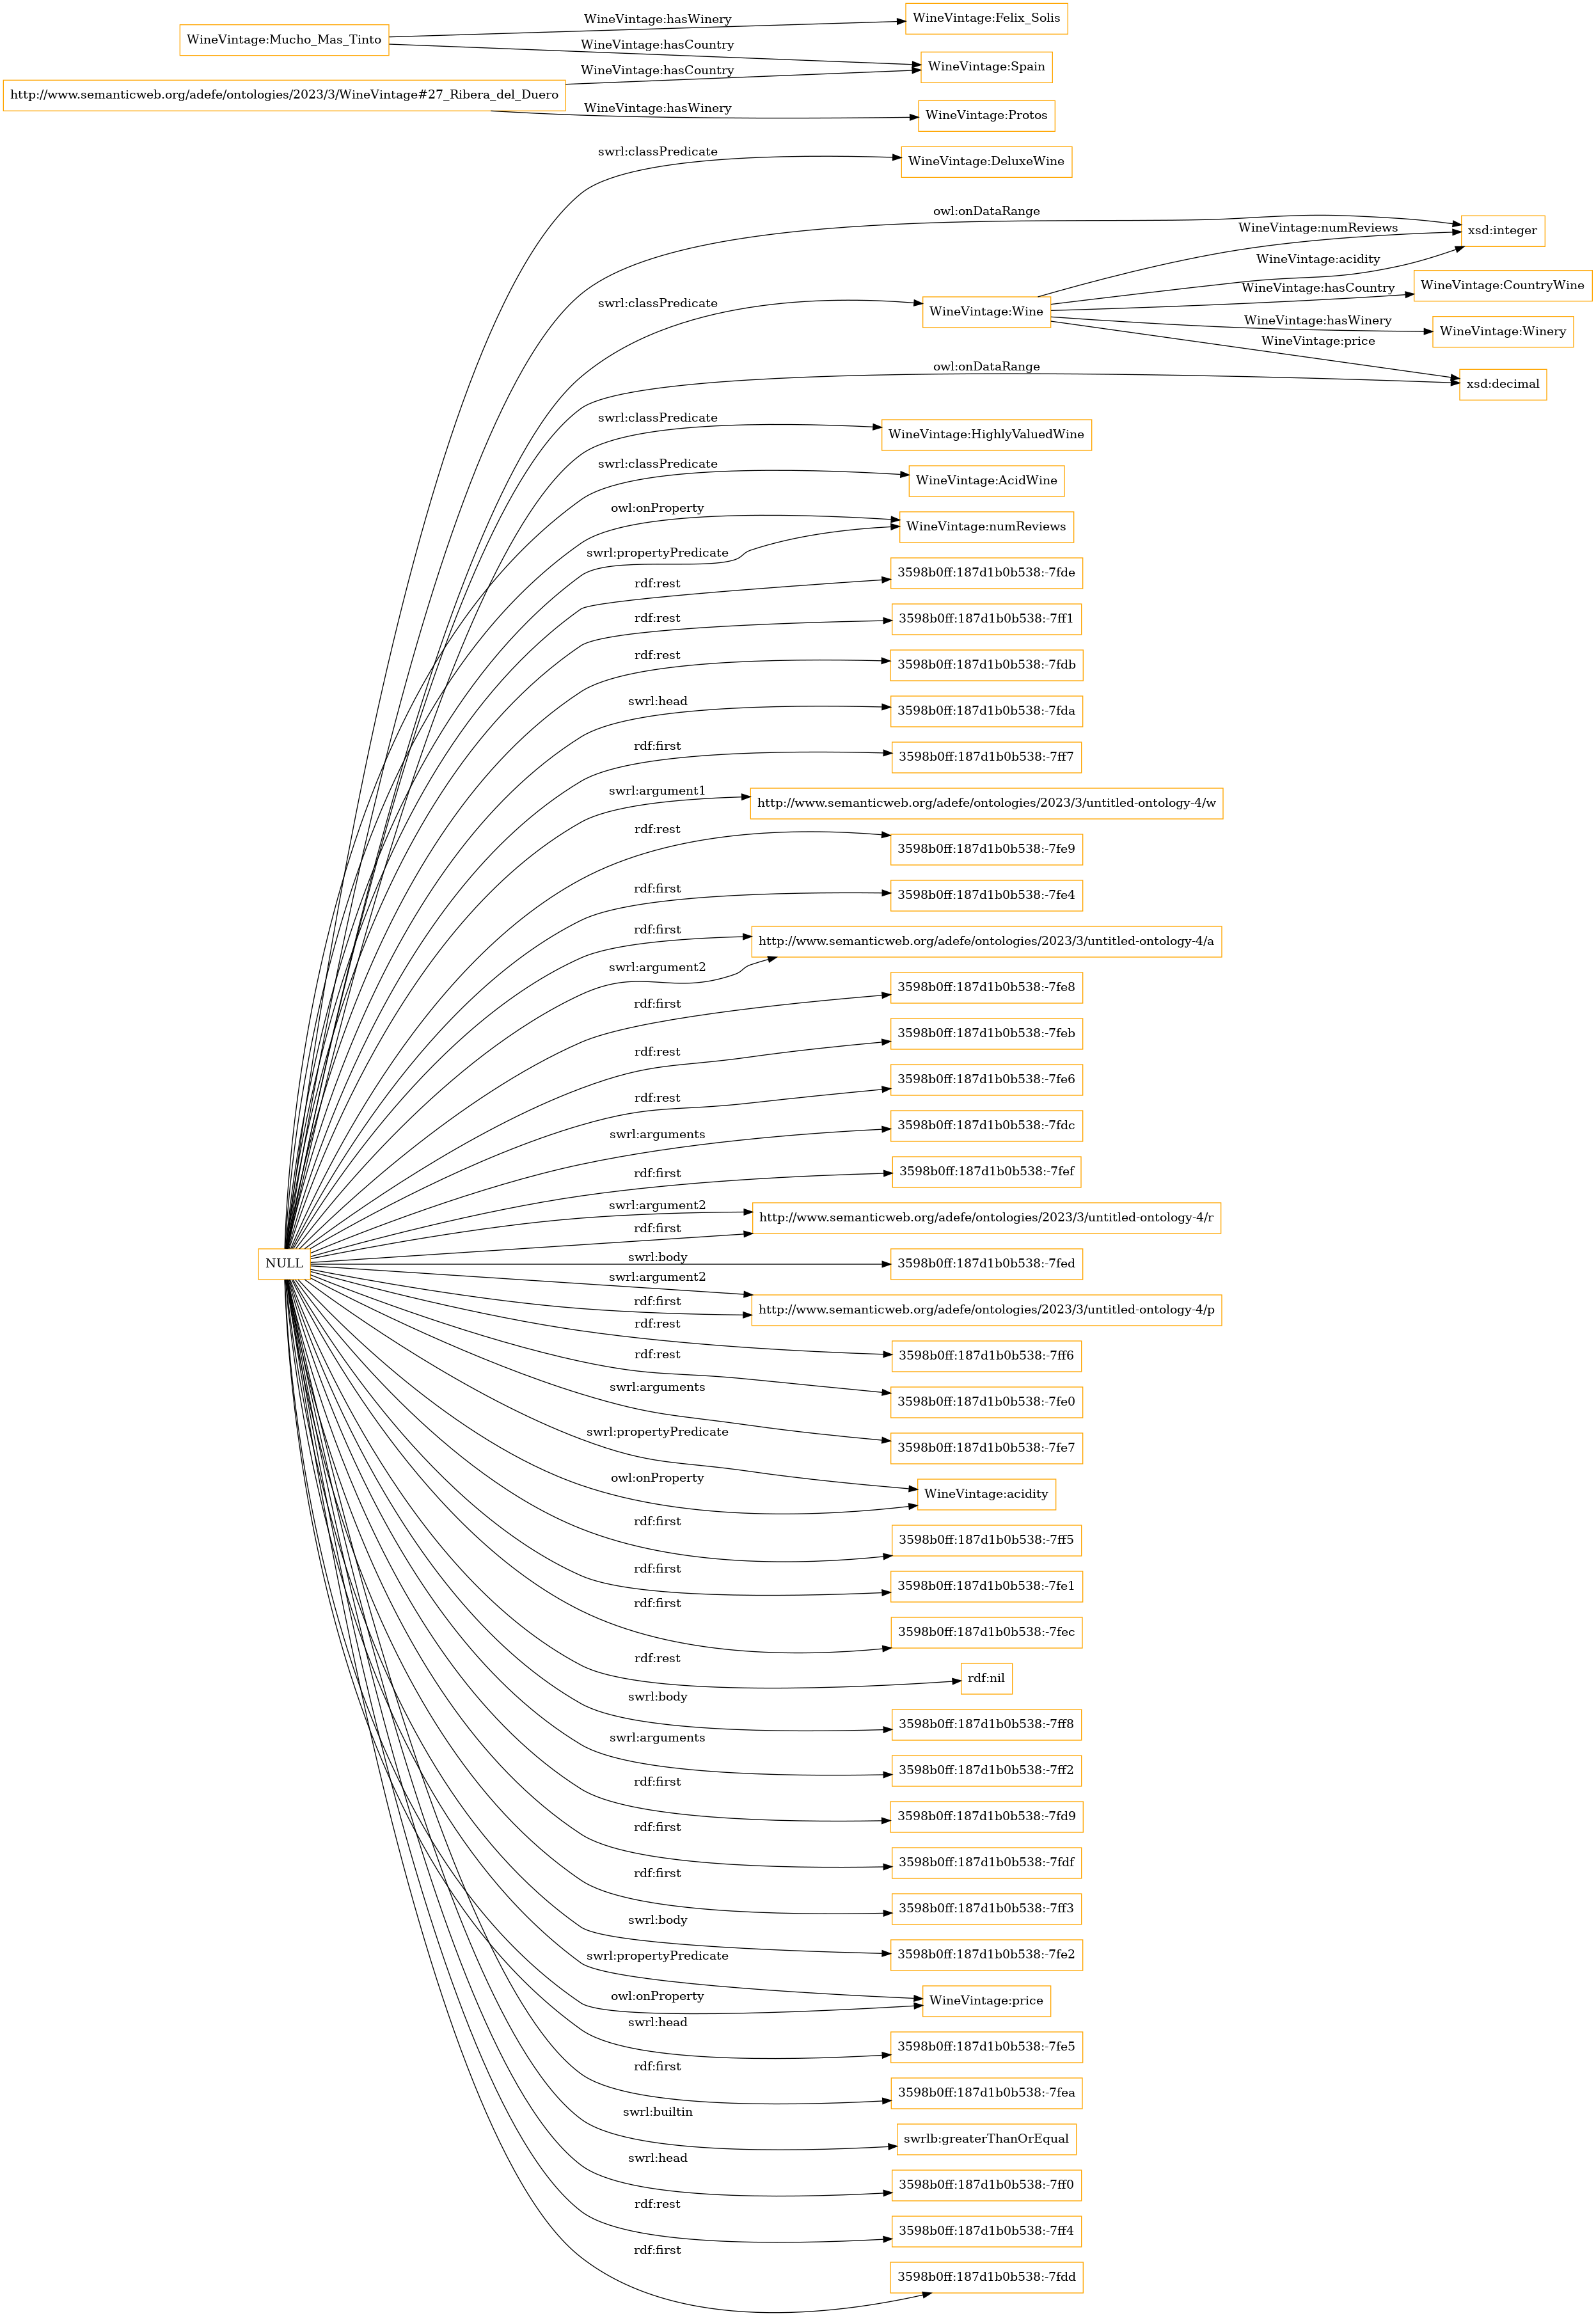 WineVintage:hasWinery
WineVintage:Felix_Solis
WineVintage:Mucho_Mas_Tinto
WineVintage:hasCountry
WineVintage:Spain
WineVintage:hasCountry
http://www.semanticweb.org/adefe/ontologies/2023/3/WineVintage#27_Ribera_del_Duero
WineVintage:hasWinery
WineVintage:Protos
swrl:classPredicate
WineVintage:DeluxeWine
owl:onDataRange
WineVintage:numReviews
xsd:integer
WineVintage:acidity
WineVintage:hasCountry
WineVintage:CountryWine
swrl:classPredicate
WineVintage:Wine
WineVintage:hasWinery
WineVintage:Winery
WineVintage:price
owl:onDataRange
xsd:decimal
swrl:classPredicate
WineVintage:HighlyValuedWine
swrl:classPredicate
WineVintage:AcidWine
owl:onProperty
WineVintage:numReviews
swrl:propertyPredicate
rdf:rest
3598b0ff:187d1b0b538:-7fde
rdf:rest
3598b0ff:187d1b0b538:-7ff1
rdf:rest
3598b0ff:187d1b0b538:-7fdb
swrl:head
3598b0ff:187d1b0b538:-7fda
rdf:first
3598b0ff:187d1b0b538:-7ff7
swrl:argument1
http://www.semanticweb.org/adefe/ontologies/2023/3/untitled-ontology-4/w
rdf:rest
3598b0ff:187d1b0b538:-7fe9
rdf:first
3598b0ff:187d1b0b538:-7fe4
rdf:first
http://www.semanticweb.org/adefe/ontologies/2023/3/untitled-ontology-4/a
swrl:argument2
rdf:first
3598b0ff:187d1b0b538:-7fe8
rdf:rest
3598b0ff:187d1b0b538:-7feb
rdf:rest
3598b0ff:187d1b0b538:-7fe6
swrl:arguments
3598b0ff:187d1b0b538:-7fdc
rdf:first
3598b0ff:187d1b0b538:-7fef
swrl:argument2
http://www.semanticweb.org/adefe/ontologies/2023/3/untitled-ontology-4/r
rdf:first
NULL
swrl:body
3598b0ff:187d1b0b538:-7fed
swrl:argument2
rdf:first
http://www.semanticweb.org/adefe/ontologies/2023/3/untitled-ontology-4/p
rdf:rest
3598b0ff:187d1b0b538:-7ff6
rdf:rest
3598b0ff:187d1b0b538:-7fe0
swrl:arguments
3598b0ff:187d1b0b538:-7fe7
swrl:propertyPredicate
WineVintage:acidity
owl:onProperty
rdf:first
3598b0ff:187d1b0b538:-7ff5
rdf:first
3598b0ff:187d1b0b538:-7fe1
rdf:first
3598b0ff:187d1b0b538:-7fec
rdf:rest
rdf:nil
swrl:body
3598b0ff:187d1b0b538:-7ff8
swrl:arguments
3598b0ff:187d1b0b538:-7ff2
rdf:first
3598b0ff:187d1b0b538:-7fd9
rdf:first
3598b0ff:187d1b0b538:-7fdf
rdf:first
3598b0ff:187d1b0b538:-7ff3
swrl:body
3598b0ff:187d1b0b538:-7fe2
swrl:propertyPredicate
owl:onProperty
WineVintage:price
swrl:head
3598b0ff:187d1b0b538:-7fe5
rdf:first
3598b0ff:187d1b0b538:-7fea
swrl:builtin
swrlb:greaterThanOrEqual
swrl:head
3598b0ff:187d1b0b538:-7ff0
rdf:rest
3598b0ff:187d1b0b538:-7ff4
rdf:first
3598b0ff:187d1b0b538:-7fdd